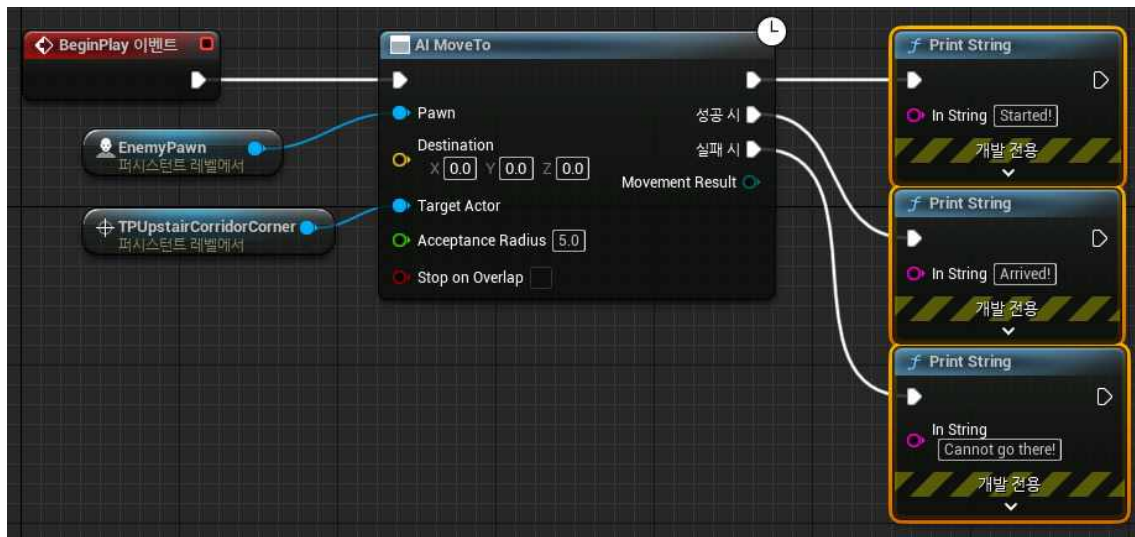 BeginPlay 이벤트
EnemyPawn
퍼시스턴트 레벨에서
TPUpstairCorridorCorner
퍼시스턴트 레벨에서
AI MoveTo
Pawn
성공 시
Destination
X 0.0 Y 0.0 Z 0.0
실패 시
Movement Result
Target Actor
Acceptance Radius 5.0
Stop on Overlap
f Print String
In String Started!
개발 전용
f Print String
In String Arrived!
개발 전용
f Print String
In String
Cannot go there!
개발 전용